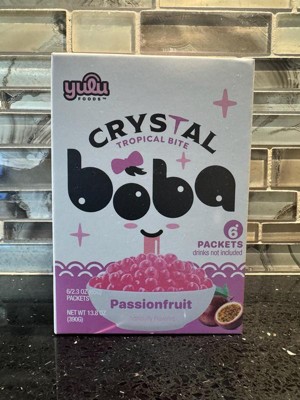 yulu
FOODS™
CRYSTAL
TROPICAL BITE
boba
6
PACKETS
drinks not included
6/2.3 OZ
PACKETS
Passionfruit
NET WT 13.8 OZ
(390G)